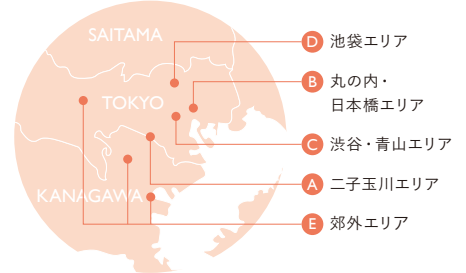 SAITAMA
TOKYO
KANAGAWA
D 池袋エリア
B 丸の内・
日本橋エリア
C 渋谷・青山エリア
A 二子玉川エリア
E 郊外エリア